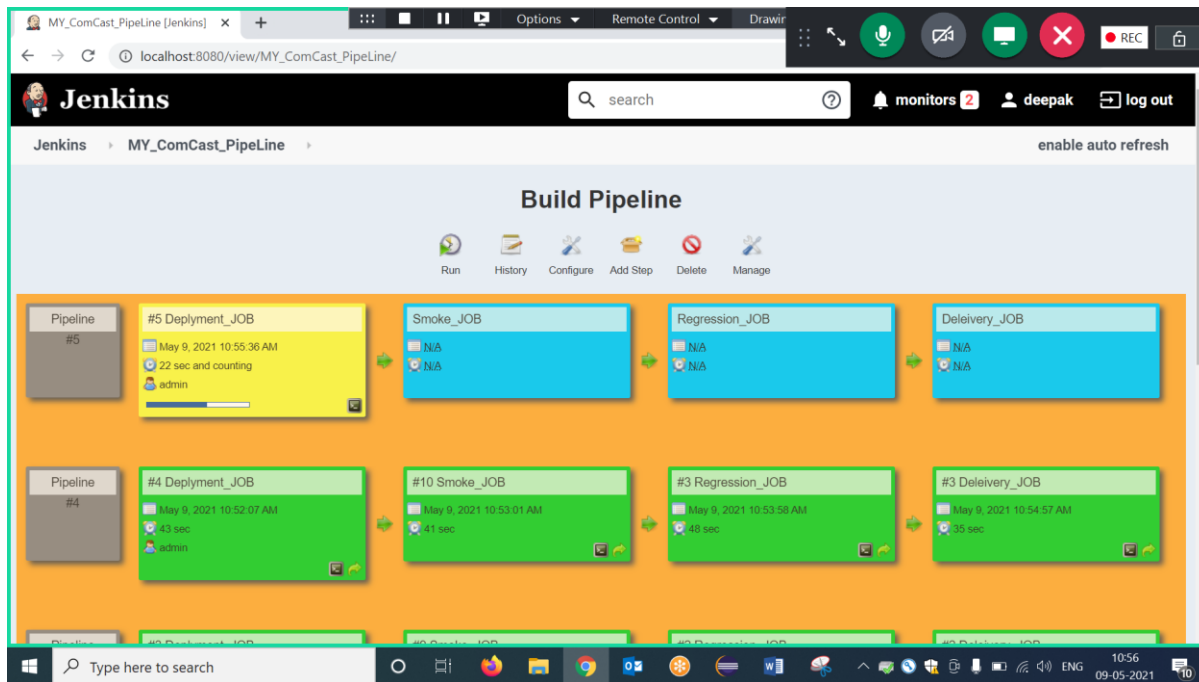 MY_ComCast_PipeLine [Jenkins]
Options
Remote Control
Drawin
REC
localhost:8080/view/MY_ComCast_PipeLine/
Jenkins
search
monitors 2
deepak
log out
Jenkins
MY_ComCast_PipeLine
enable auto refresh
Build Pipeline
Run
History
Configure
Add Step
Delete
Manage
Pipeline
#5
#5 Deplyment_JOB
May 9, 2021 10:55:36 AM
22 sec and counting
admin
Smoke_JOB
N/A
N/A
Regression_JOB
N/A
N/A
Deleivery_JOB
N/A
N/A
Pipeline
#4
#4 Deplyment_JOB
May 9, 2021 10:52:07 AM
43 sec
admin
#10 Smoke_JOB
May 9, 2021 10:53:01 AM
41 sec
#3 Regression_JOB
May 9, 2021 10:53:58 AM
48 sec
#3 Deleivery_JOB
May 9, 2021 10:54:57 AM
35 sec
Type here to search
ENG
10:56
09-05-2021
10